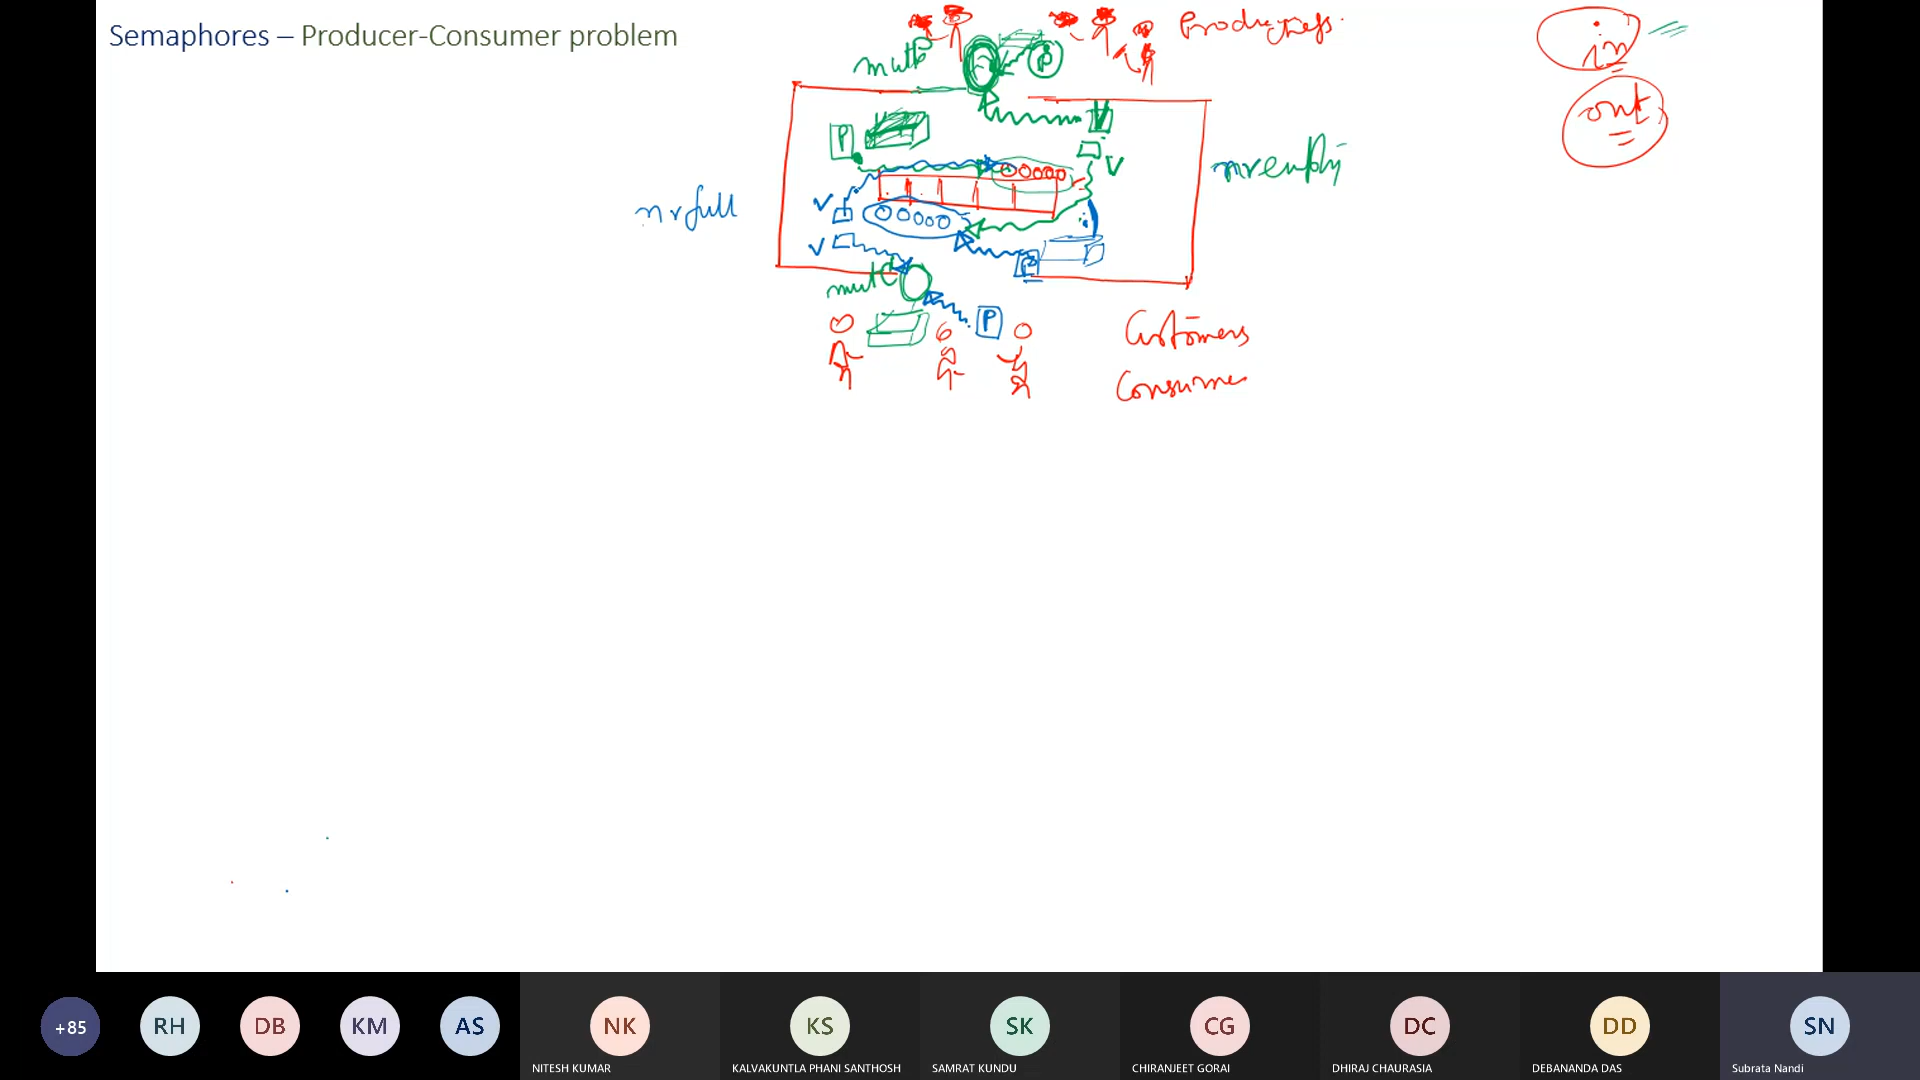 Semaphores – Producer-Consumer problem
Producers
in
out
mutP
P
V
P
V
nrempty
nrfull
V
V
P
mutC
P
Customers
Consumer
+85
RH
DB
KM
AS
NK
KS
SK
CG
DC
DD
SN
NITESH KUMAR
KALVAKUNTLA PHANI SANTHOSH
SAMRAT KUNDU
CHIRANJEET GORAI
DHIRAJ CHAURASIA
DEBANANDA DAS
Subrata Nandi